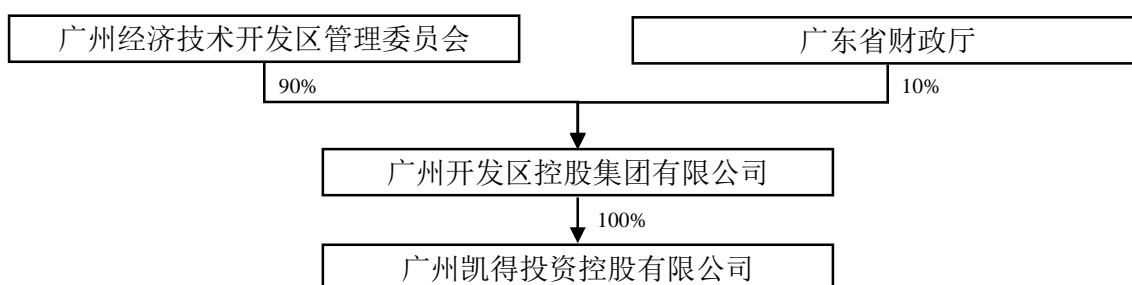 广州经济技术开发区管理委员会
广东省财政厅
90%
10%
广州开发区控股集团有限公司
100%
广州凯得投资控股有限公司